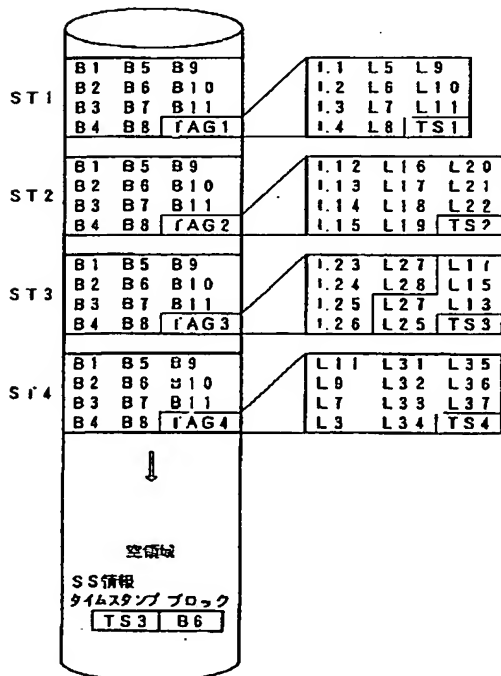 B1 B5 B9 L1 L5 L9
ST1 B2 B6 B10 L2 L6 L10
B3 B7 B11 L3 L7 L11
B4 B8 TAG1 L4 L8 TS1
B1 B5 B9 L12 L16 L20
ST2 B2 B6 B10 L13 L17 L21
B3 B7 B11 L14 L18 L22
B4 B8 TAG2 L15 L19 TS2
B1 B5 B9 L23 L27 L17
ST3 B2 B6 B10 L24 L28 L15
B3 B7 B11 L25 L27 L13
B4 B8 TAG3 L26 L25 TS3
ST4 B1 B5 B9 L11 L31 L35
B2 B6 B10 L9 L32 L36
B3 B7 B11 L7 L33 L37
B4 B8 TAG4 L3 L34 TS4
空領域
SS情報
タイムスタンプ ブロック
TS3 B6